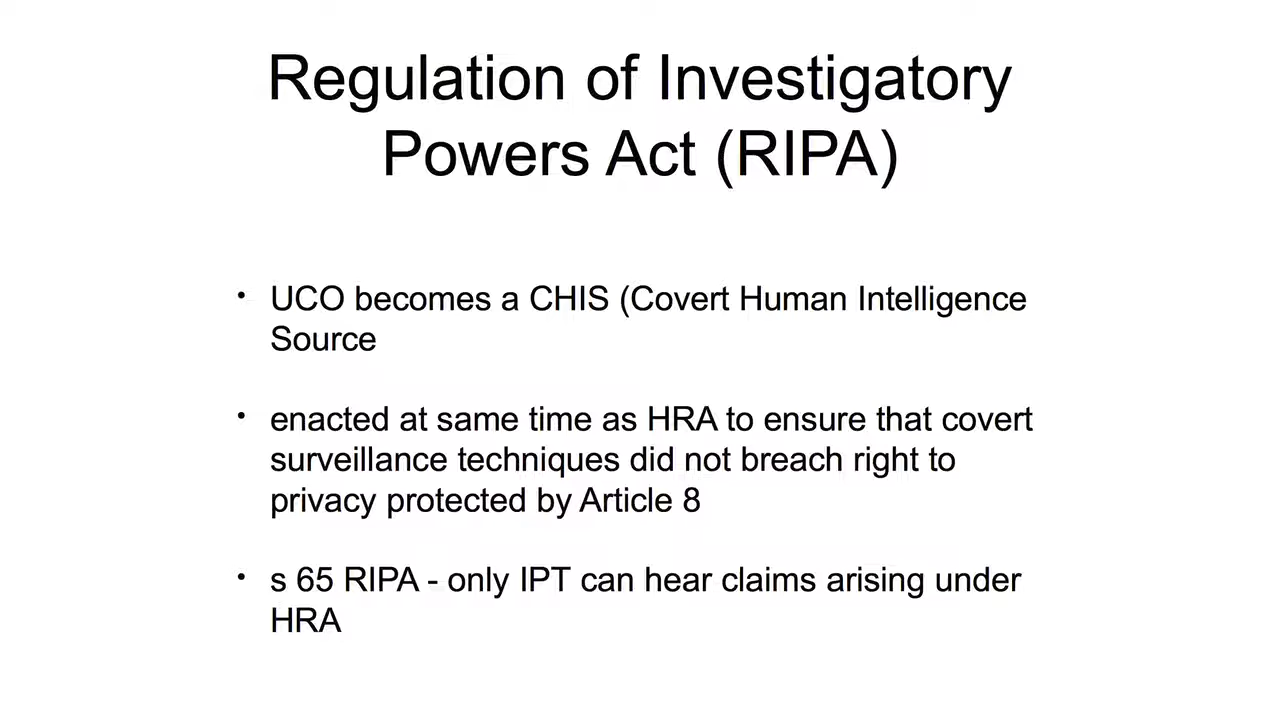 Regulation of Investigatory
Powers Act (RIPA)
• UCO becomes a CHIS (Covert Human Intelligence
Source
• enacted at same time as HRA to ensure that covert
surveillance techniques did not breach right to
privacy protected by Article 8
• s 65 RIPA - only IPT can hear claims arising under
HRA